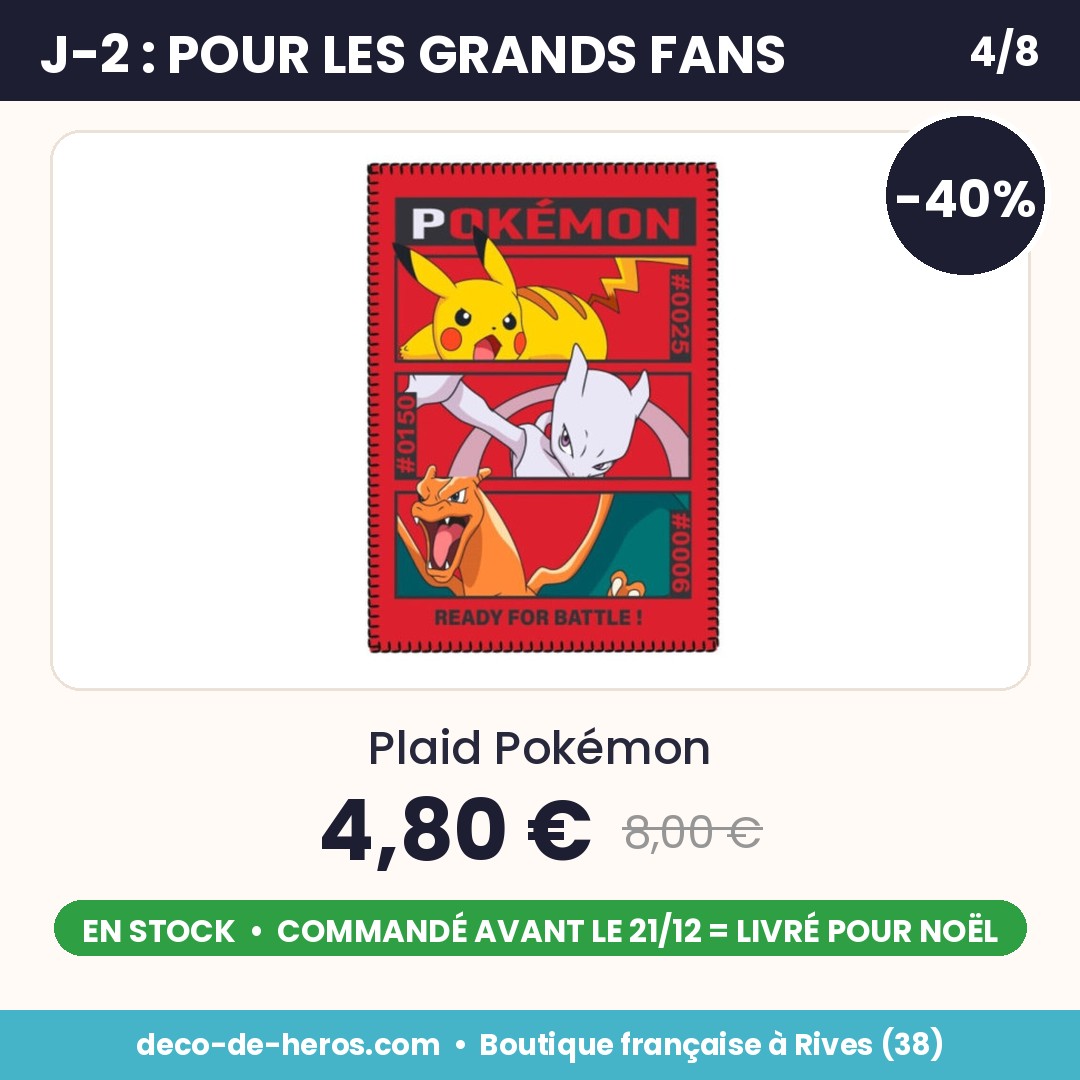 J-2 : POUR LES GRANDS FANS
4/8
-40%
POKÉMON
#0025
#0150
#0006
READY FOR BATTLE !
Plaid Pokémon
4,80 € 8,00 €
EN STOCK • COMMANDÉ AVANT LE 21/12 = LIVRÉ POUR NOËL
deco-de-heros.com • Boutique française à Rives (38)